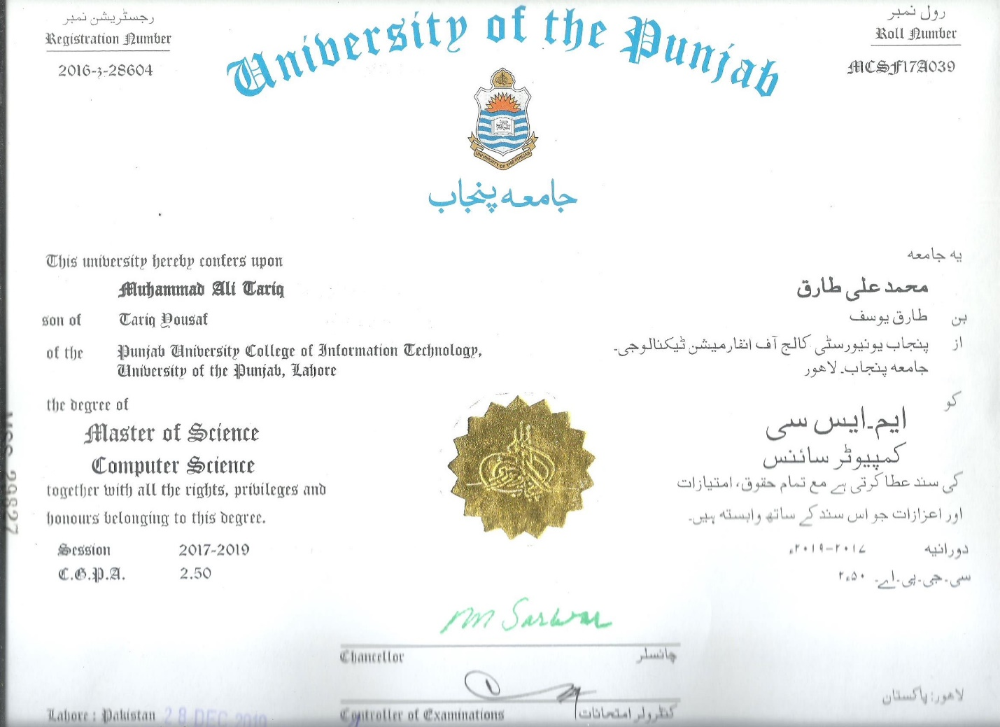 رجسٹریشن نمبر
Registration Number
2016-z-28604
University of the Punjab
رول نمبر
Roll Number
MCSF17A039
UNIVERSITY OF THE PUNJAB
جامعہ پنجاب
This university hereby confers upon
Muhammad Ali Tariq
son of Tariq Yousaf
of the Punjab University College of Information Technology,
University of the Punjab, Lahore
the degree of
Master of Science
Computer Science
together with all the rights, privileges and
honours belonging to this degree.
Session 2017-2019
C.G.P.A. 2.50
یہ جامعہ
محمد علی طارق
بن طارق یوسف
از پنجاب یونیورسٹی کالج آف انفارمیشن ٹیکنالوجی۔
جامعہ پنجاب۔ لاهور
کو
ایم۔ایس سی
کمپیوٹر سائنس
کی سند عطا کرتی ہے مع تمام حقوق، امتیازات
اور اعزازات جو اس سند کے ساتھ وابستہ ہیں۔
دورانیہ ۲۰۱۷–۲۰۱۹ء
سی۔جی۔پی۔اے۔ ۲ء۵۰
M Sarwar
Chancellor چانسلر
Controller of Examinations کنٹرولر امتحانات
Lahore : Pakistan 28 DEC 2019
لاهور: پاکستان
29827